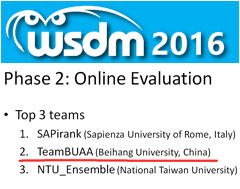 wsdm 2016
Phase 2: Online Evaluation
• Top 3 teams
1. SAPirank (Sapienza University of Rome, Italy)
2. TeamBUAA (Beihang University, China)
3. NTU_Ensemble (National Taiwan University)